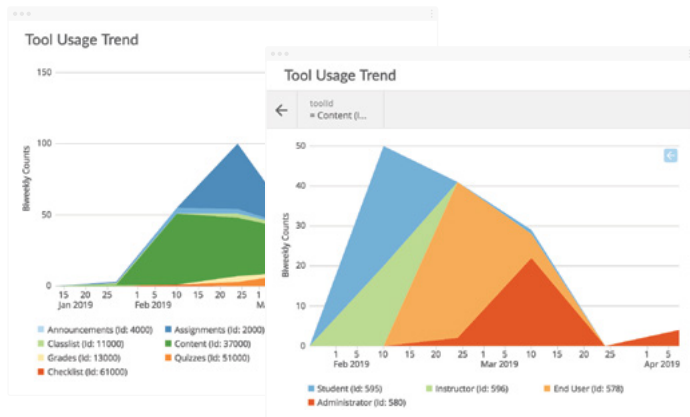 Tool Usage Trend
150
100
50
0
Biweekly Counts
15 20 25 1 5 10 15 20 25 1
Jan 2019 Feb 2019
Announcements (Id: 4000) Assignments (Id: 2000)
Classlist (Id: 11000) Content (Id: 37000)
Grades (Id: 13000) Quizzes (Id: 51000)
Checklist (Id: 61000)
Tool Usage Trend
toolId
= Content (I...
50
40
30
20
10
0
Biweekly Counts
1 5 10 15 20 25 1 5 10 15 20 25 1 5
Feb 2019 Mar 2019 Apr 2019
Student (Id: 595) Instructor (Id: 596) End User (Id: 578)
Administrator (Id: 580)